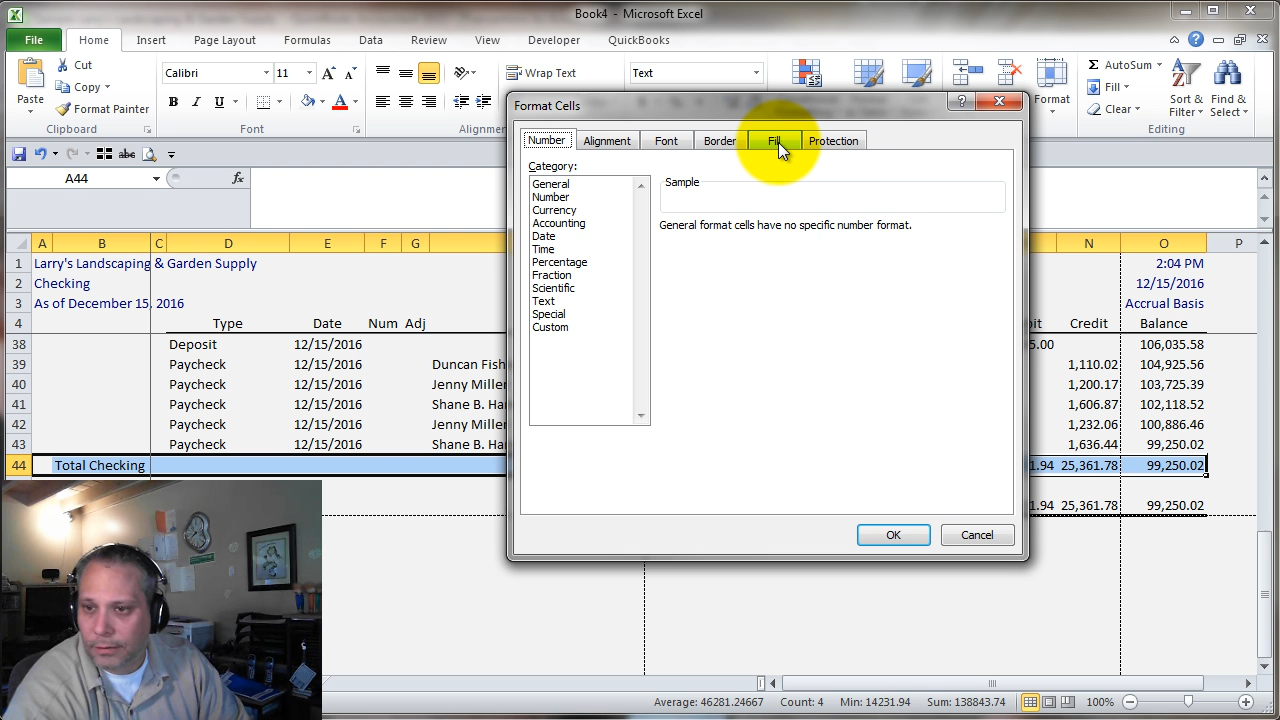 Book4 - Microsoft Excel
File Home Insert Page Layout Formulas Data Review View Developer QuickBooks
Paste
Cut
Copy
Format Painter
Clipboard
Calibri 11
B I U
Font
Wrap Text
Alignmen
Text
Format
AutoSum
Fill
Clear
Sort & Filter
Find & Select
Editing
A44 fx
A B C D E F G N O P
1 Larry's Landscaping & Garden Supply 2:04 PM
2 Checking 12/15/2016
3 As of December 15, 2016 Accrual Basis
4 Type Date Num Adj bit Credit Balance
38 Deposit 12/15/2016 5.00 106,035.58
39 Paycheck 12/15/2016 Duncan Fish 1,110.02 104,925.56
40 Paycheck 12/15/2016 Jenny Miller 1,200.17 103,725.39
41 Paycheck 12/15/2016 Shane B. Ha 1,606.87 102,118.52
42 Paycheck 12/15/2016 Jenny Miller 1,232.06 100,886.46
43 Paycheck 12/15/2016 Shane B. Ha 1,636.44 99,250.02
44 Total Checking 1.94 25,361.78 99,250.02
25,361.78 99,250.02
Format Cells
Number Alignment Font Border Fill Protection
Category:
General
Number
Currency
Accounting
Date
Time
Percentage
Fraction
Scientific
Text
Special
Custom
Sample
General format cells have no specific number format.
OK Cancel
Average: 46281.24667 Count: 4 Min: 14231.94 Sum: 138843.74 100%